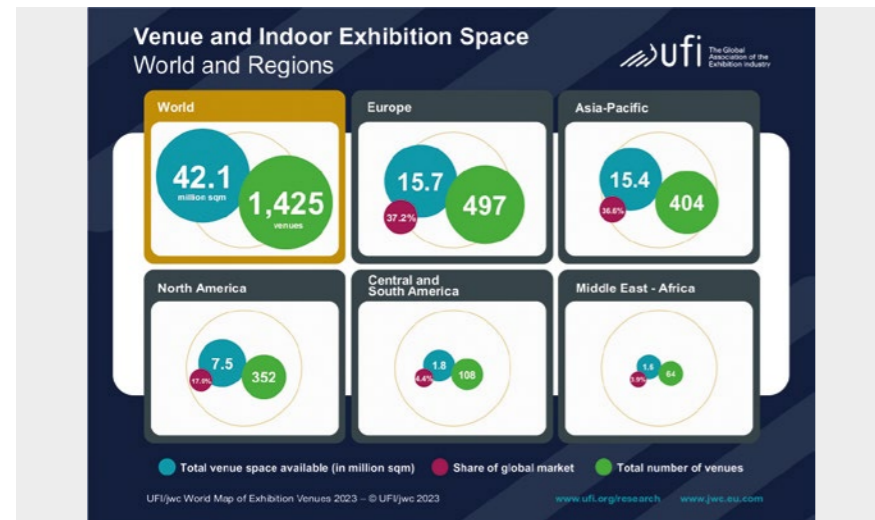 Venue and Indoor Exhibition Space
World and Regions
ufi
The Global
Association of the
Exhibition Industry
World
42.1
million sqm
1,425
venues
Europe
15.7
37.2%
497
Asia-Pacific
15.4
36.6%
404
North America
7.5
17.9%
352
Central and
South America
1.8
4.4%
108
Middle East - Africa
1.6
3.9%
64
Total venue space available (in million sqm)
Share of global market
Total number of venues
UFI/jwc World Map of Exhibition Venues 2023 – © UFI/jwc 2023
www.ufi.org/research
www.jwc.eu.com